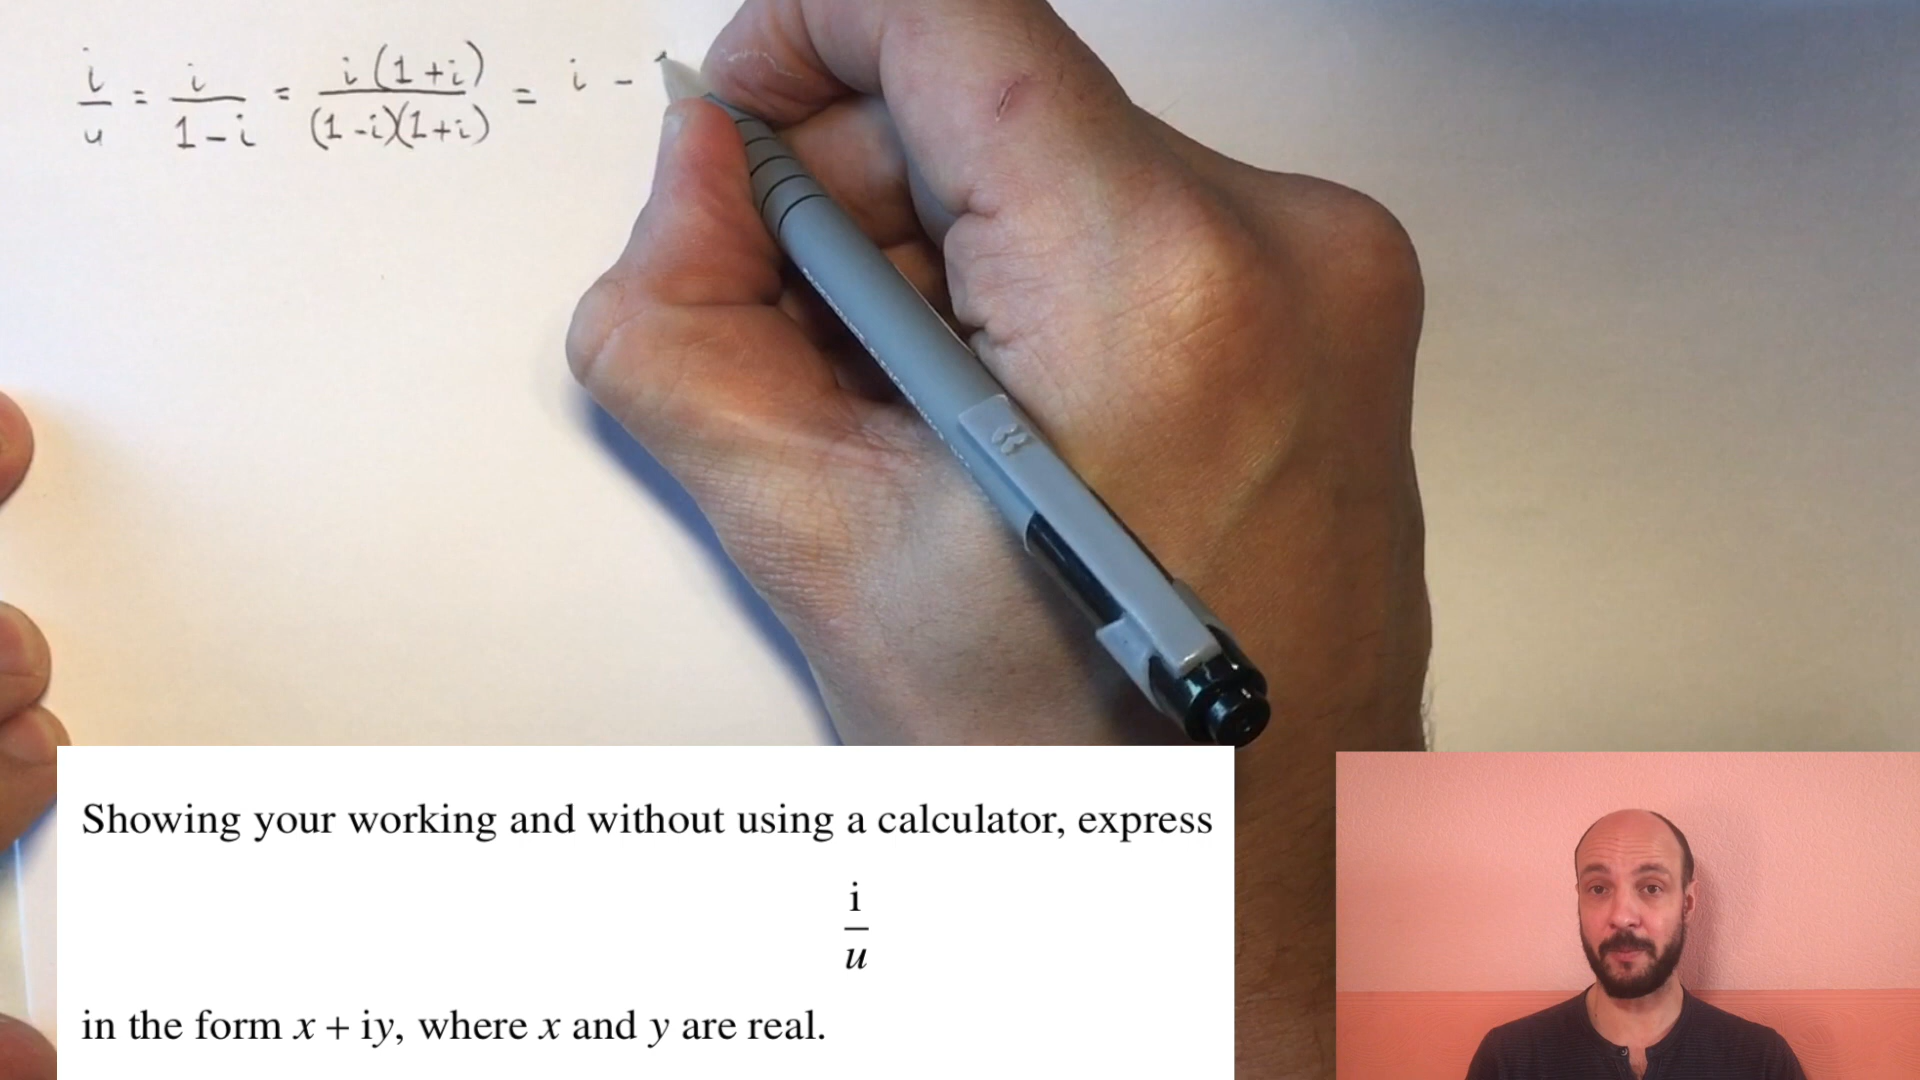 i/u = i/(1-i) = i(1+i)/((1-i)(1+i)) = i - 1
Showing your working and without using a calculator, express
i/u
in the form x + iy, where x and y are real.